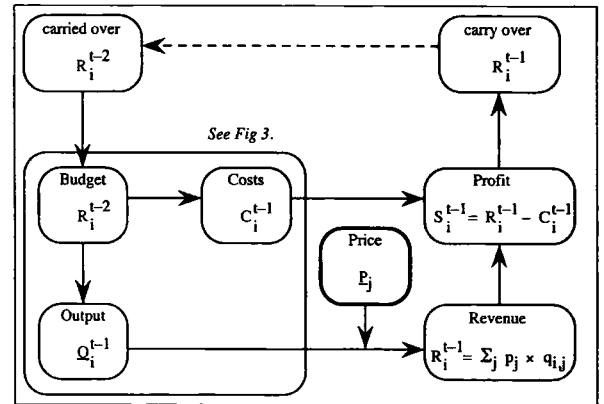 carried over
R_i^{t-2}
carry over
R_i^{t-1}
See Fig 3.
Budget
R_i^{t-2}
Costs
C_i^{t-1}
Profit
S_i^{t-1} = R_i^{t-1} − C_i^{t-1}
Price
P_j
Output
Q_i^{t-1}
Revenue
R_i^{t-1} = Σ_j p_j × q_{i,j}